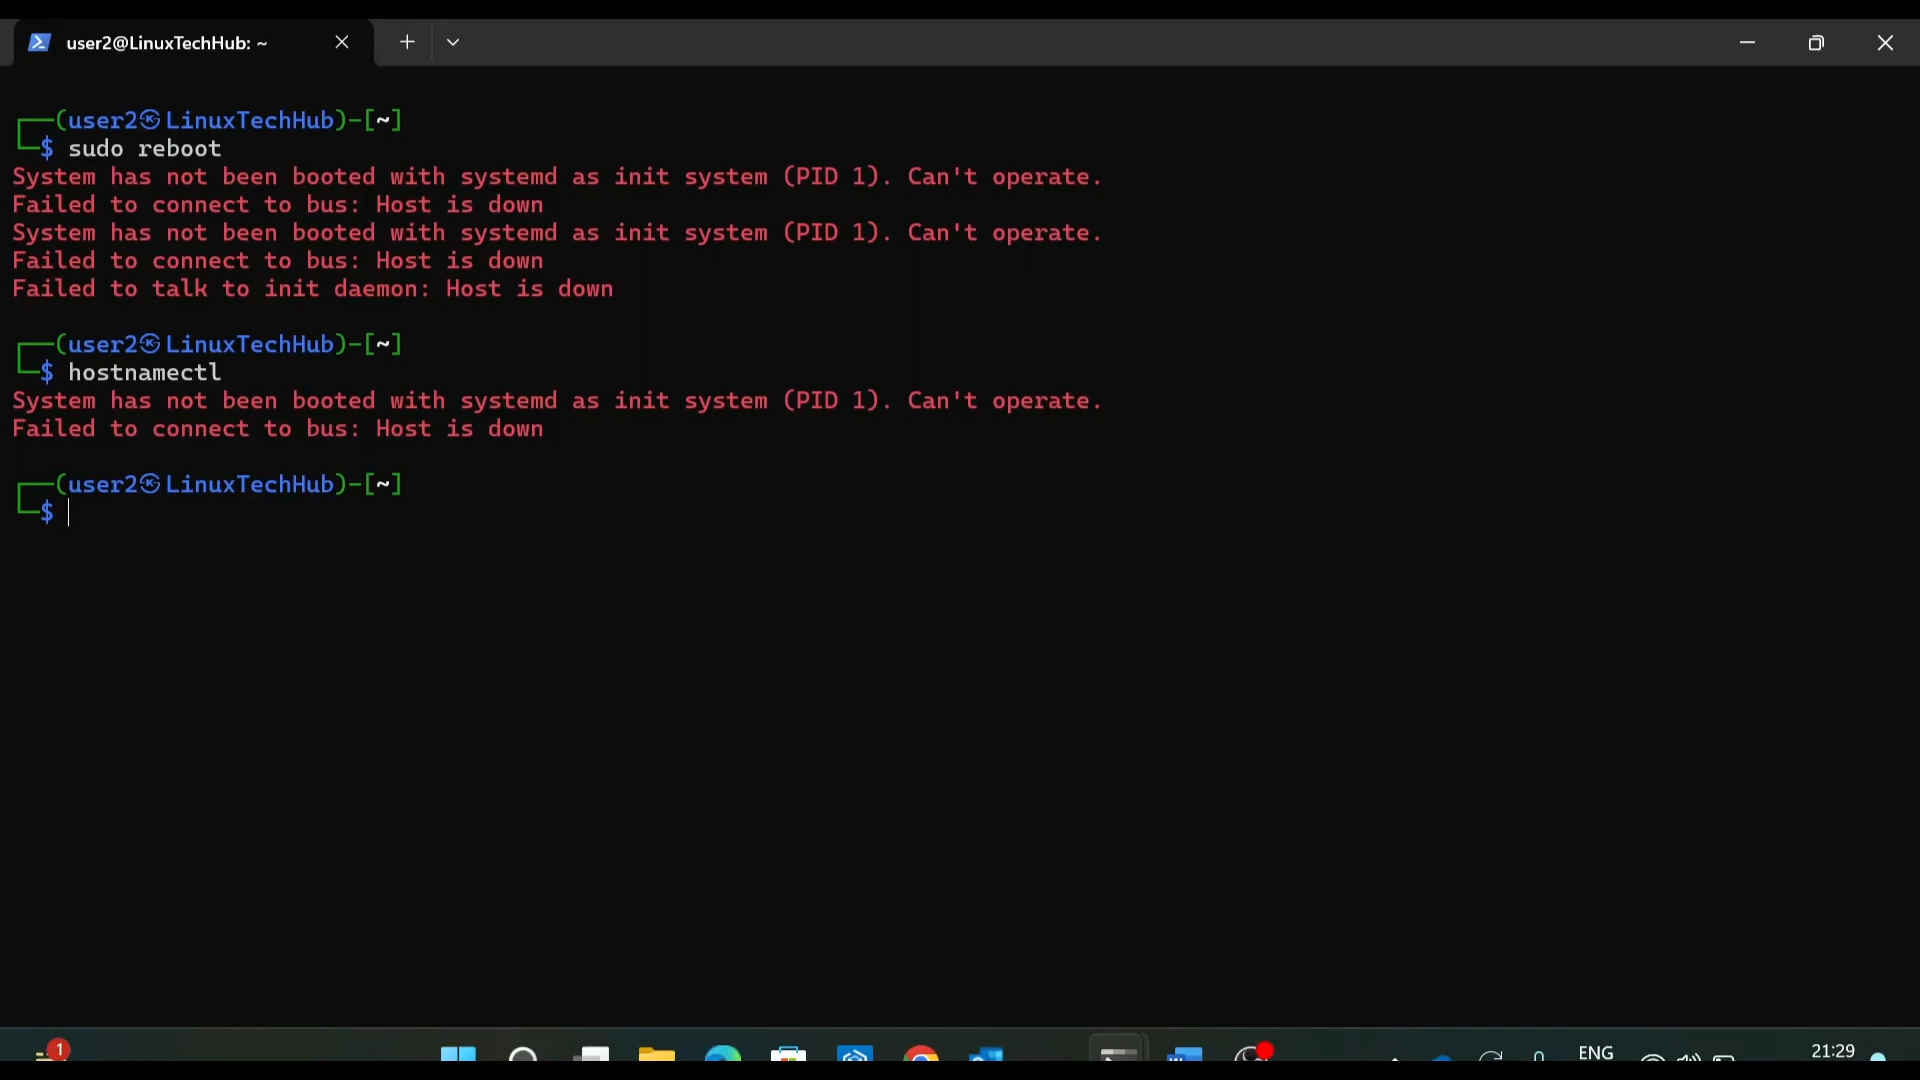 user2@LinuxTechHub: ~
┌──(user2㉿LinuxTechHub)-[~]
└─$ sudo reboot
System has not been booted with systemd as init system (PID 1). Can't operate.
Failed to connect to bus: Host is down
System has not been booted with systemd as init system (PID 1). Can't operate.
Failed to connect to bus: Host is down
Failed to talk to init daemon: Host is down
┌──(user2㉿LinuxTechHub)-[~]
└─$ hostnamectl
System has not been booted with systemd as init system (PID 1). Can't operate.
Failed to connect to bus: Host is down
┌──(user2㉿LinuxTechHub)-[~]
└─$
1
ENG
21:29